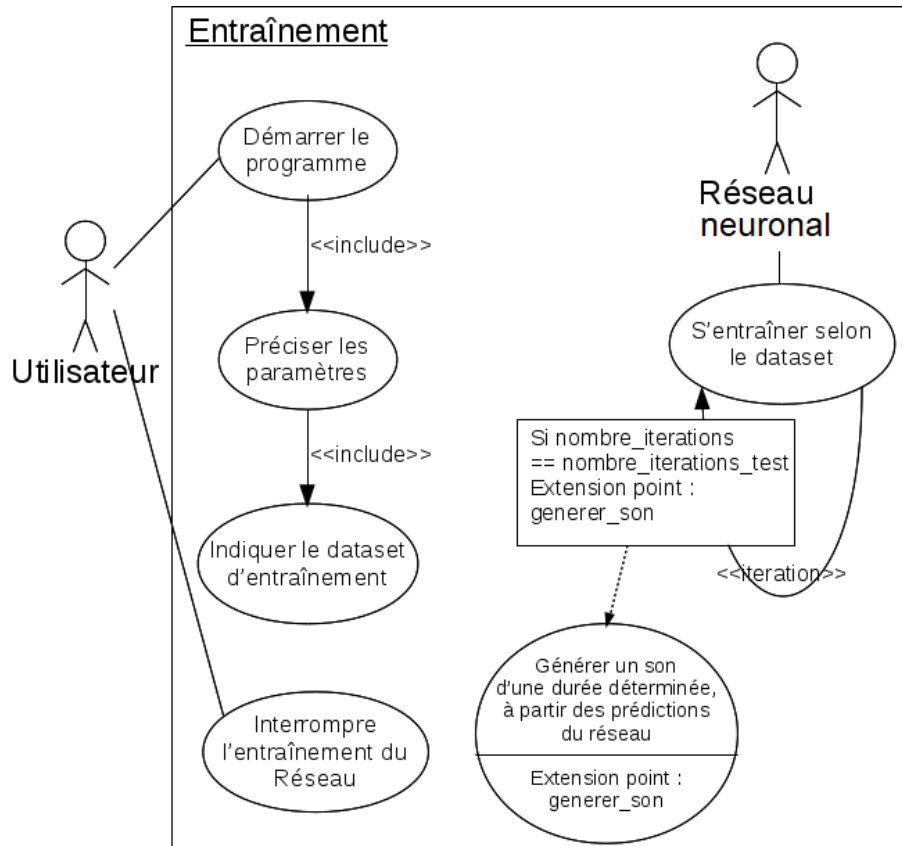 Entraînement
Démarrer le
programme
<<include>>
Utilisateur
Préciser les
paramètres
<<include>>
Indiquer le dataset
d'entraînement
Interrompre
l'entraînement du
Réseau
Réseau
neuronal
S'entraîner selon
le dataset
Si nombre_iterations
== nombre_iterations_test
Extension point :
generer_son
<<iteration>>
Générer un son
d'une durée déterminée,
à partir des prédictions
du réseau
Extension point :
generer_son